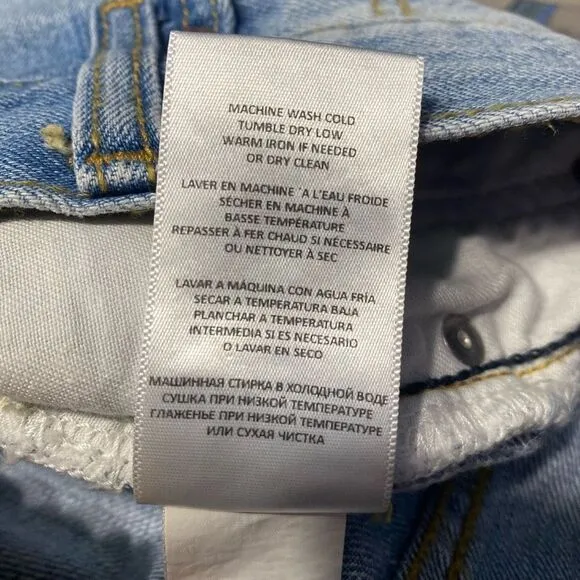 MACHINE WASH COLD
TUMBLE DRY LOW
WARM IRON IF NEEDED
OR DRY CLEAN
LAVER EN MACHINE 'A L'EAU FROIDE
SÉCHER EN MACHINE À
BASSE TEMPÉRATURE
REPASSER À FER CHAUD SI NÉCESSAIRE
OU NETTOYER À SEC
LAVAR A MÁQUINA CON AGUA FRÍA
SECAR A TEMPERATURA BAJA
PLANCHAR A TEMPERATURA
INTERMEDIA SI ES NECESARIO
O LAVAR EN SECO
МАШИННАЯ СТИРКА В ХОЛОДНОЙ ВОДЕ
СУШКА ПРИ НИЗКОЙ ТЕМПЕРАТУРЕ
ГЛАЖЕНЬЕ ПРИ НИЗКОЙ ТЕМПЕРАТУРЕ
ИЛИ СУХАЯ ЧИСТКА